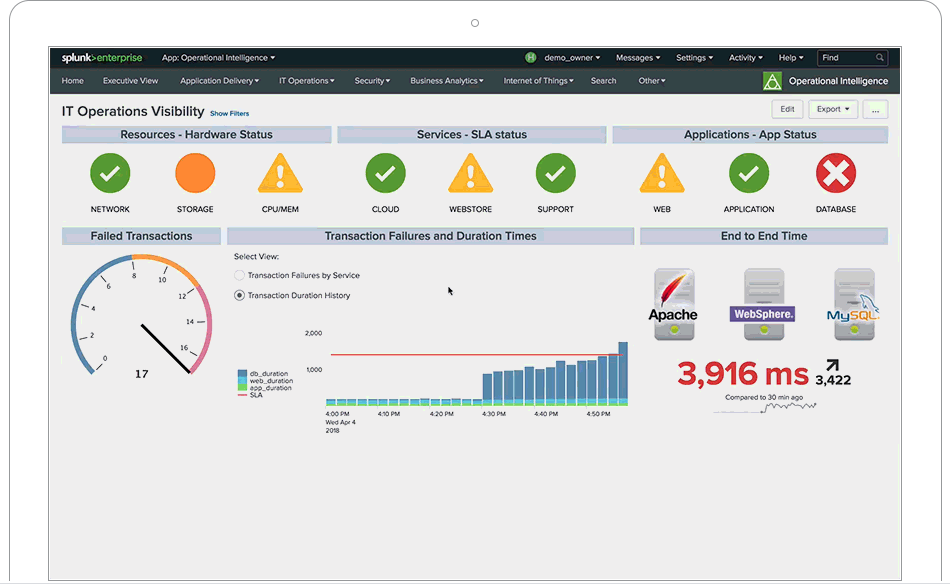 splunk>enterprise App: Operational Intelligence H demo_owner Messages Settings Activity Help Find
Home Executive View Application Delivery IT Operations Security Business Analytics Internet of Things Search Other Operational Intelligence
IT Operations Visibility Show Filters Edit Export ...
Resources - Hardware Status Services - SLA status Applications - App Status
NETWORK STORAGE CPU/MEM CLOUD WEBSTORE SUPPORT WEB APPLICATION DATABASE
Failed Transactions Transaction Failures and Duration Times End to End Time
0 2 4 6 8 10 12 14 16
17
Select View:
Transaction Failures by Service
Transaction Duration History
2,000
1,000
db_duration
web_duration
app_duration
SLA
4:00 PM 4:10 PM 4:20 PM 4:30 PM 4:40 PM 4:50 PM
Wed Apr 4
2018
Apache WebSphere. MySQL.
3,916 ms 3,422
Compared to 30 min ago